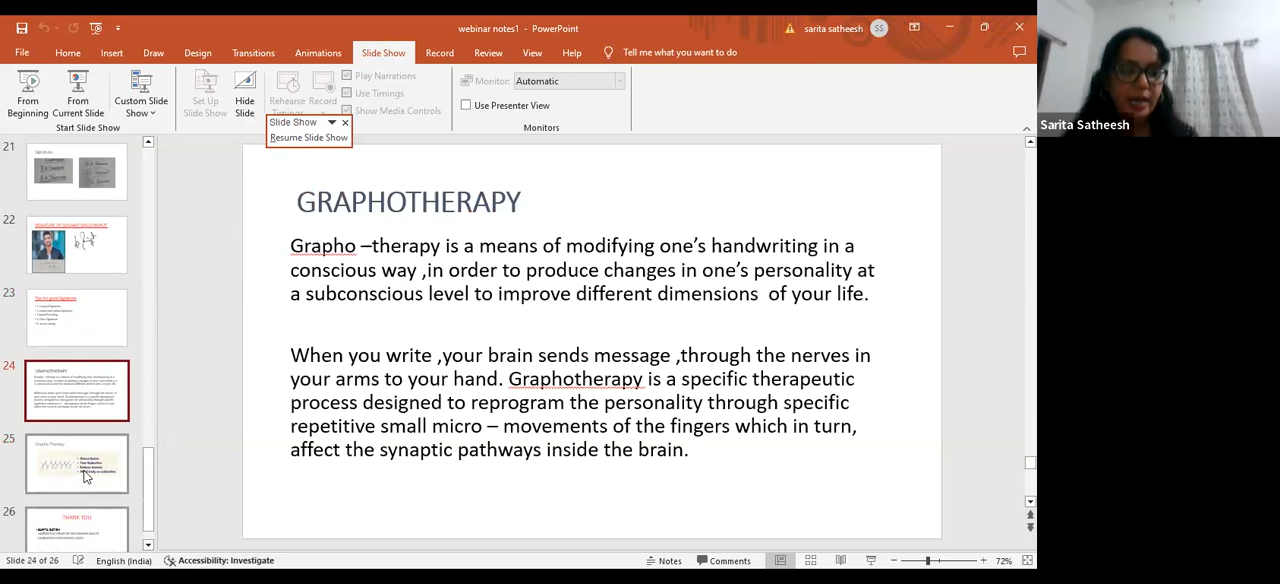 webinar notes1 - PowerPoint
sarita satheesh
SS
File
Home
Insert
Draw
Design
Transitions
Animations
Slide Show
Record
Review
View
Help
Tell me what you want to do
From Beginning
From Current Slide
Custom Slide Show
Set Up Slide Show
Hide Slide
Rehearse
Record
Play Narrations
Use Timings
Show Media Controls
Monitor:
Automatic
Use Presenter View
Start Slide Show
Monitors
Slide Show
Resume Slide Show
Sarita Satheesh
21
Signature
22
23
24
GRAPHOTHERAPY
25
Grapho Therapy
26
THANK YOU
GRAPHOTHERAPY
Grapho –therapy is a means of modifying one’s handwriting in a
conscious way ,in order to produce changes in one’s personality at
a subconscious level to improve different dimensions of your life.
When you write ,your brain sends message ,through the nerves in
your arms to your hand. Graphotherapy is a specific therapeutic
process designed to reprogram the personality through specific
repetitive small micro – movements of the fingers which in turn,
affect the synaptic pathways inside the brain.
Slide 24 of 26
English (India)
Accessibility: Investigate
Notes
Comments
72%